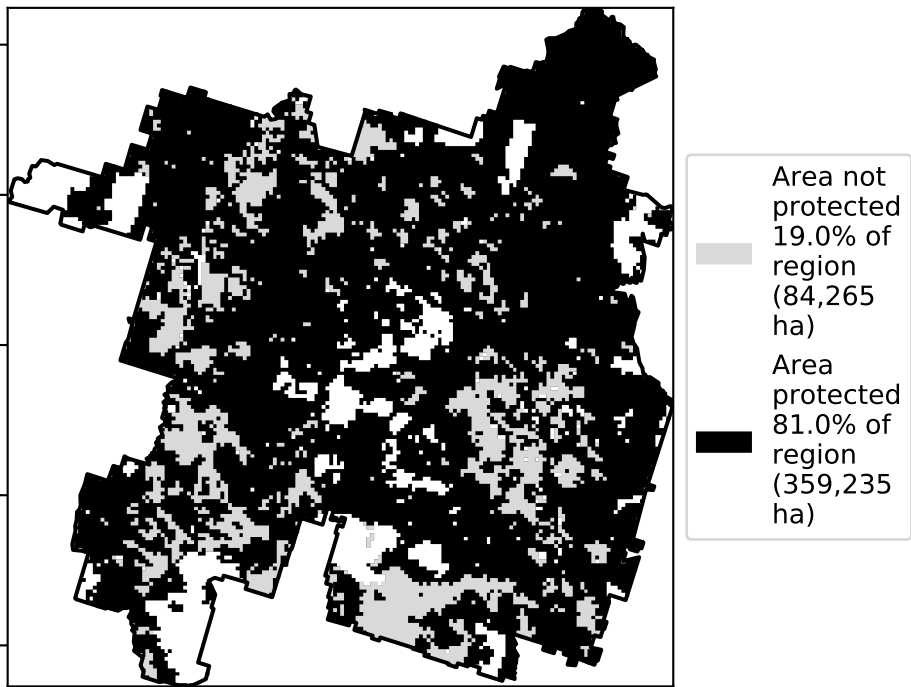 Area not
protected
19.0% of
region
(84,265
ha)
Area
protected
81.0% of
region
(359,235
ha)